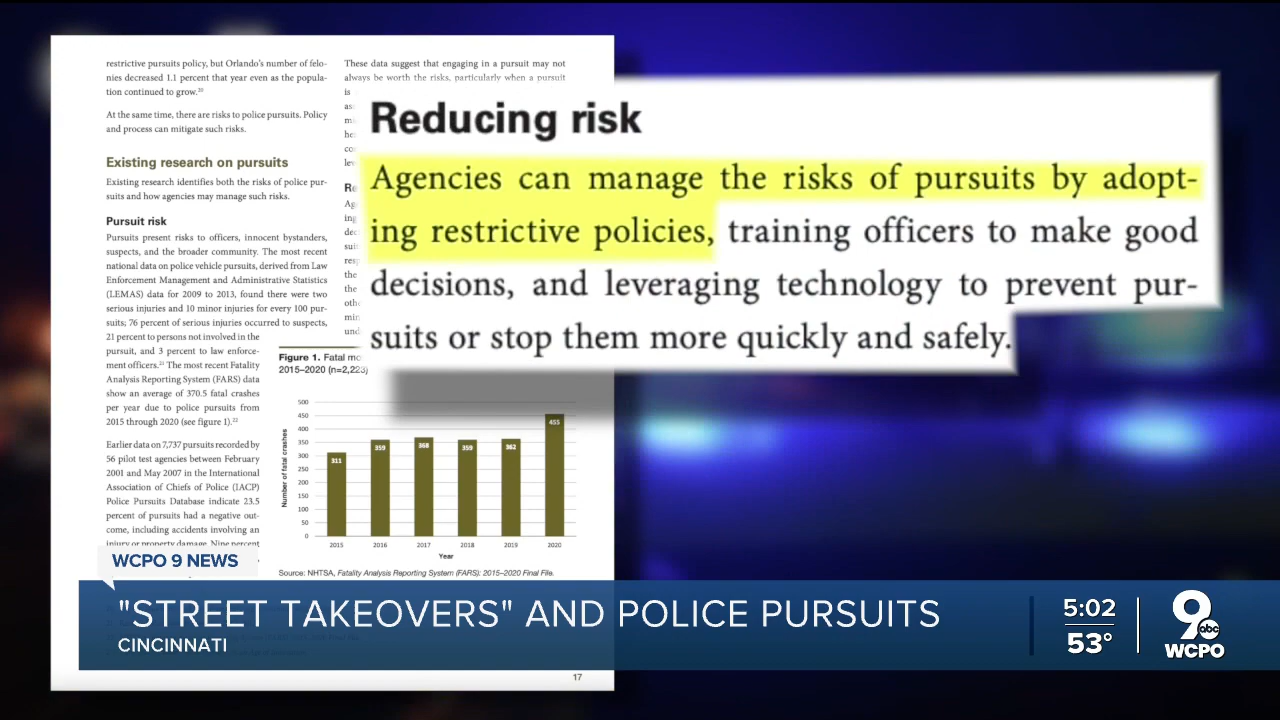 restrictive pursuits policy, but Orlando's number of felo-
nies decreased 1.1 percent that year even as the popula-
tion continued to grow.20
At the same time, there are risks to police pursuits. Policy
and process can mitigate such risks.
Existing research on pursuits
Existing research identifies both the risks of police pur-
suits and how agencies may manage such risks.
Pursuit risk
Pursuits present risks to officers, innocent bystanders,
suspects, and the broader community. The most recent
national data on police vehicle pursuits, derived from Law
Enforcement Management and Administrative Statistics
(LEMAS) data for 2009 to 2013, found there were two
serious injuries and 10 minor injuries for every 100 pur-
suits; 76 percent of serious injuries occurred to suspects,
21 percent to persons not involved in the
pursuit, and 3 percent to law enforce-
ment officers.21 The most recent Fatality
Analysis Reporting System (FARS) data
show an average of 370.5 fatal crashes
per year due to police pursuits from
2015 through 2020 (see figure 1).22
Earlier data on 7,737 pursuits recorded by
56 pilot test agencies between February
2001 and May 2007 in the International
Association of Chiefs of Police (IACP)
Police Pursuits Database indicate 23.5
percent of pursuits had a negative out-
come, including accidents involving an
injury or property damage. Nine percent
These data suggest that engaging in a pursuit may not
always be worth the risks, particularly when a pursuit
is
Reducing risk
Agencies can manage the risks of pursuits by adopt-
ing restrictive policies, training officers to make good
decisions, and leveraging technology to prevent pur-
suits or stop them more quickly and safely.
Figure 1. Fatal
2015–2020 (n=2,223)
Number of fatal crashes
500
450
400
350
300
250
200
150
100
50
0
311
359
368
359
362
455
2015 2016 2017 2018 2019 2020
Year
Source: NHTSA, Fatality Analysis Reporting System (FARS): 2015–2020 Final File.
17
WCPO 9 NEWS
"STREET TAKEOVERS" AND POLICE PURSUITS
CINCINNATI
5:02
53°
9
abc
WCPO